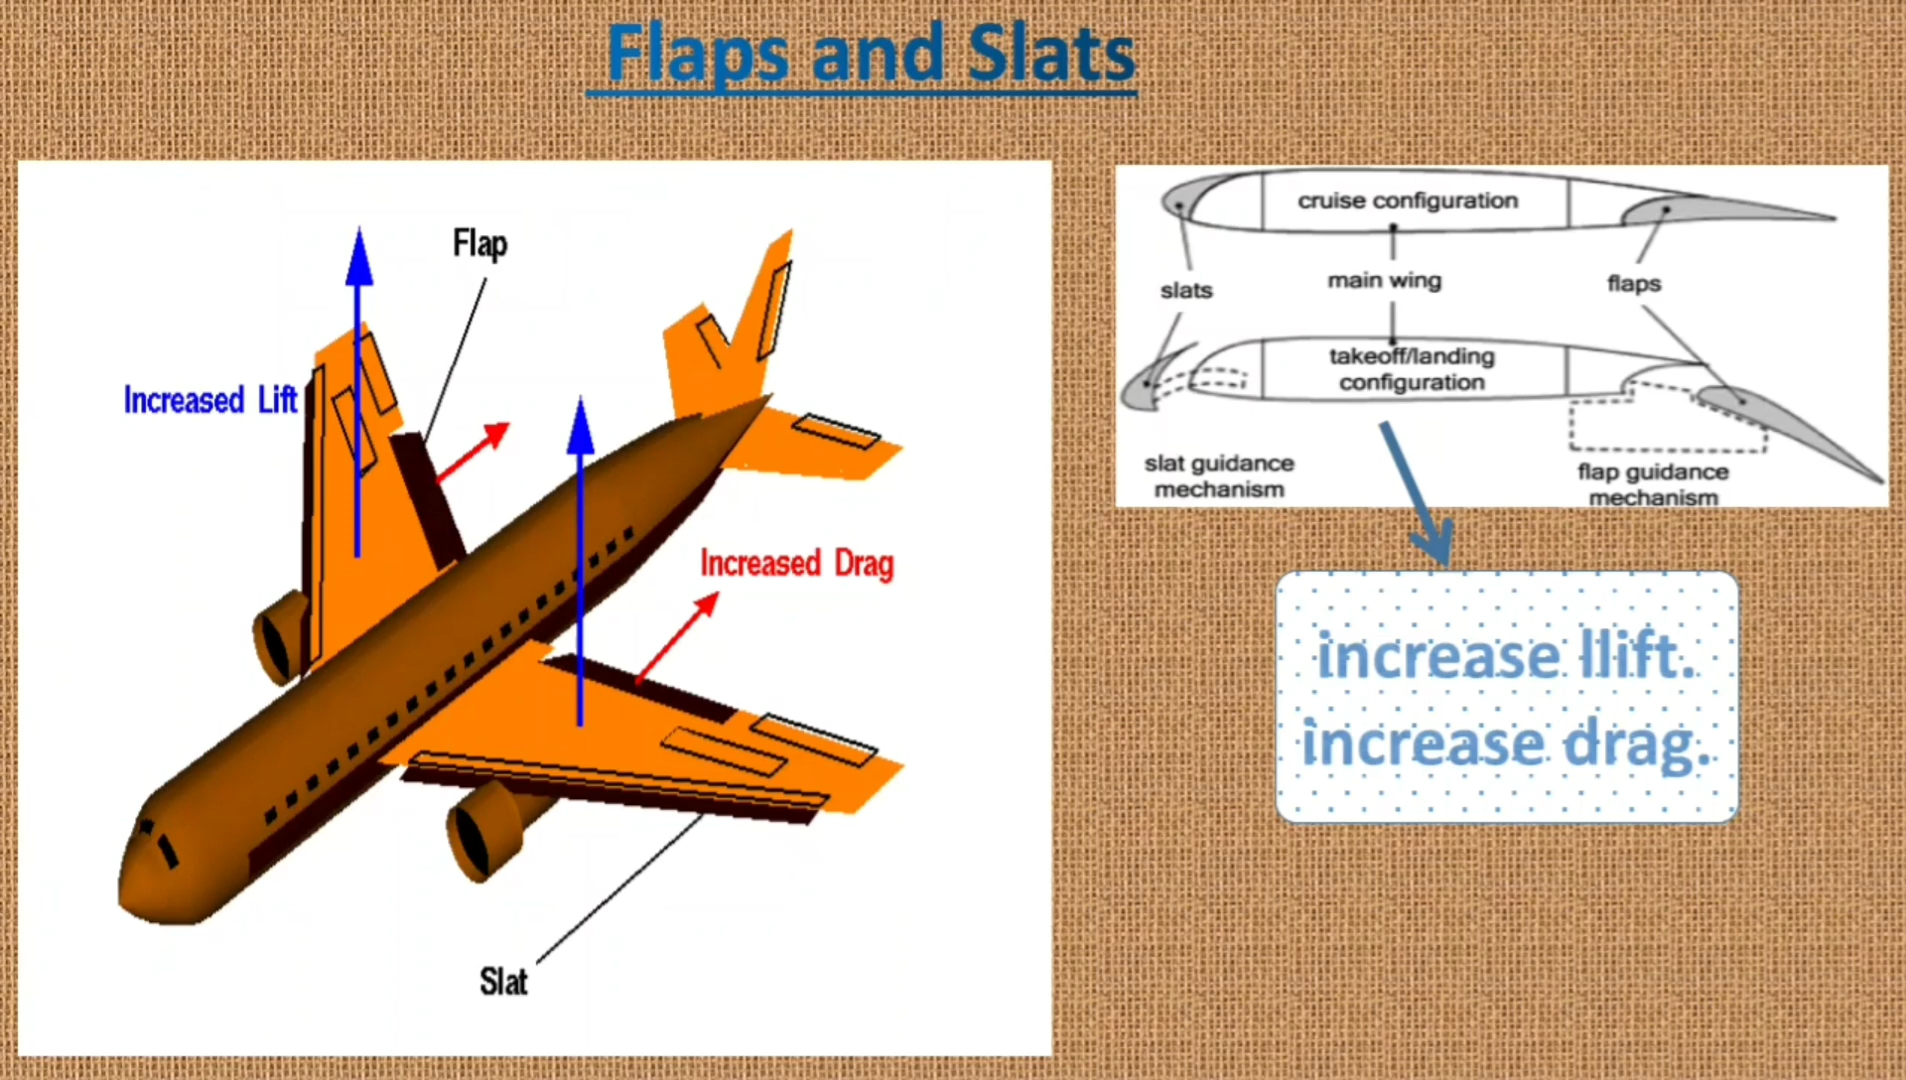 Flaps and Slats
Flap
Increased Lift
Increased Drag
Slat
cruise configuration
slats
main wing
flaps
takeoff/landing
configuration
slat guidance
mechanism
flap guidance
mechanism
increase llift.
increase drag.